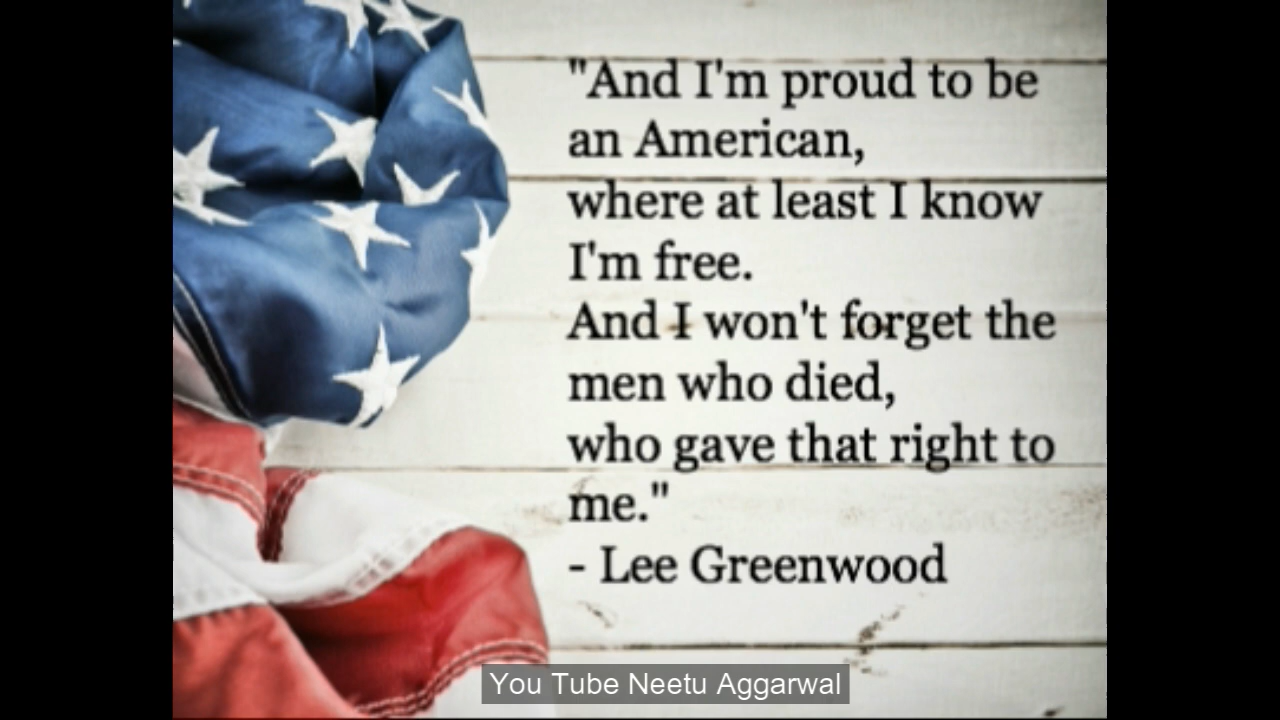 "And I'm proud to be
an American,
where at least I know
I'm free.
And I won't forget the
men who died,
who gave that right to
me."
- Lee Greenwood
You Tube Neetu Aggarwal